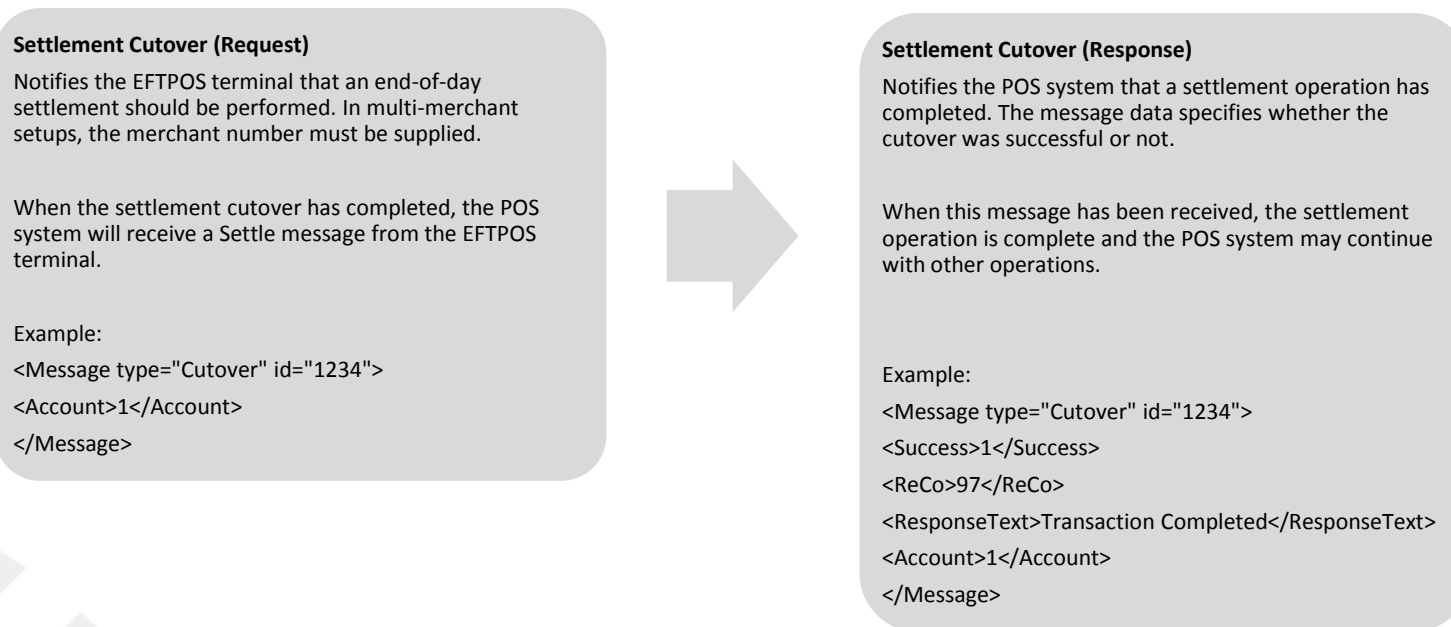 Settlement Cutover (Request)
Notifies the EFTPOS terminal that an end-of-day
settlement should be performed. In multi-merchant
setups, the merchant number must be supplied.
When the settlement cutover has completed, the POS
system will receive a Settle message from the EFTPOS
terminal.
Example:
<Message type="Cutover" id="1234">
<Account>1</Account>
</Message>
Settlement Cutover (Response)
Notifies the POS system that a settlement operation has
completed. The message data specifies whether the
cutover was successful or not.
When this message has been received, the settlement
operation is complete and the POS system may continue
with other operations.
Example:
<Message type="Cutover" id="1234">
<Success>1</Success>
<ReCo>97</ReCo>
<ResponseText>Transaction Completed</ResponseText>
<Account>1</Account>
</Message>